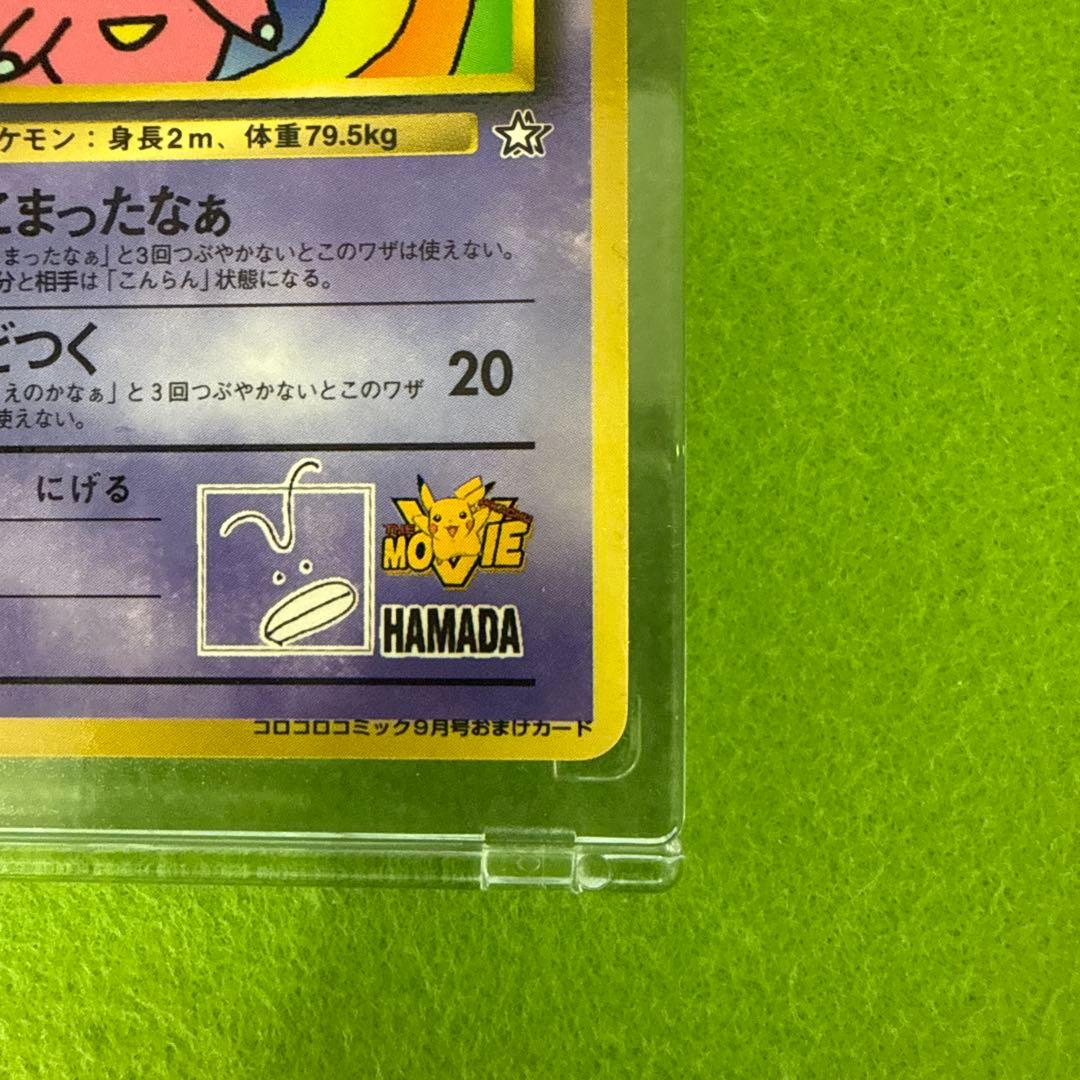 ケモン：身長2m、体重79.5kg
こまったなぁ
まったなぁ」と3回つぶやかないとこのワザは使えない。
分と相手は「こんらん」状態になる。
どつく
20
えのかなぁ」と3回つぶやかないとこのワザ
使えない。
にげる
THE
MOVIE
HAMADA
コロコロコミック9月号おまけカード